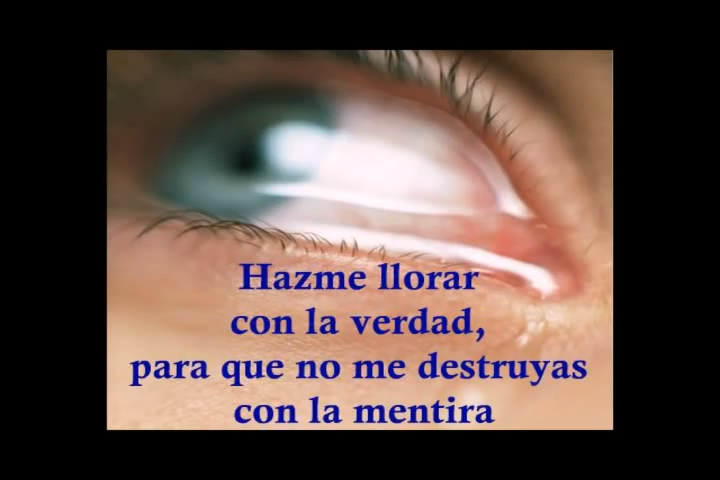 Hazme llorar
con la verdad,
para que no me destruyas
con la mentira